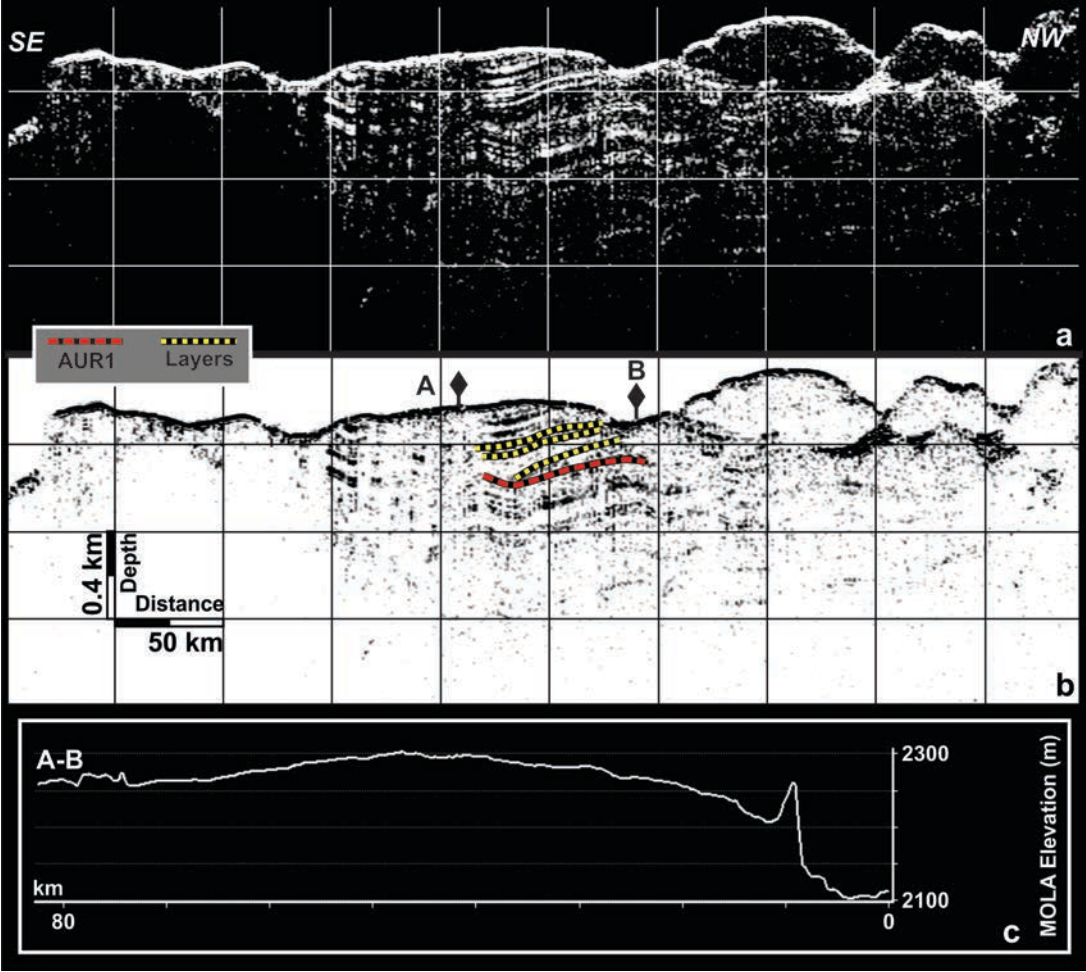 SE
NW
a
AUR1
Layers
A
B
0.4 km
Depth
Distance
50 km
b
A-B
2300
MOLA Elevation (m)
km
2100
80
0
c